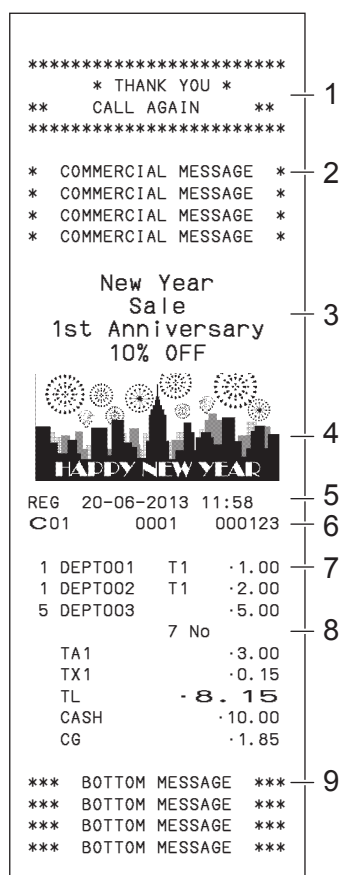 ************************
* THANK YOU *
** CALL AGAIN ** 1
************************
* COMMERCIAL MESSAGE * 2
* COMMERCIAL MESSAGE *
* COMMERCIAL MESSAGE *
* COMMERCIAL MESSAGE *
New Year
Sale 3
1st Anniversary
10% OFF
4
HAPPY NEW YEAR
REG 20-06-2013 11:58 5
C01 0001 000123 6
1 DEPT001 T1 ·1.00 7
1 DEPT002 T1 ·2.00
5 DEPT003 ·5.00
7 No 8
TA1 ·3.00
TX1 ·0.15
TL ·8.15
CASH ·10.00
CG ·1.85
*** BOTTOM MESSAGE *** 9
*** BOTTOM MESSAGE ***
*** BOTTOM MESSAGE ***
*** BOTTOM MESSAGE ***